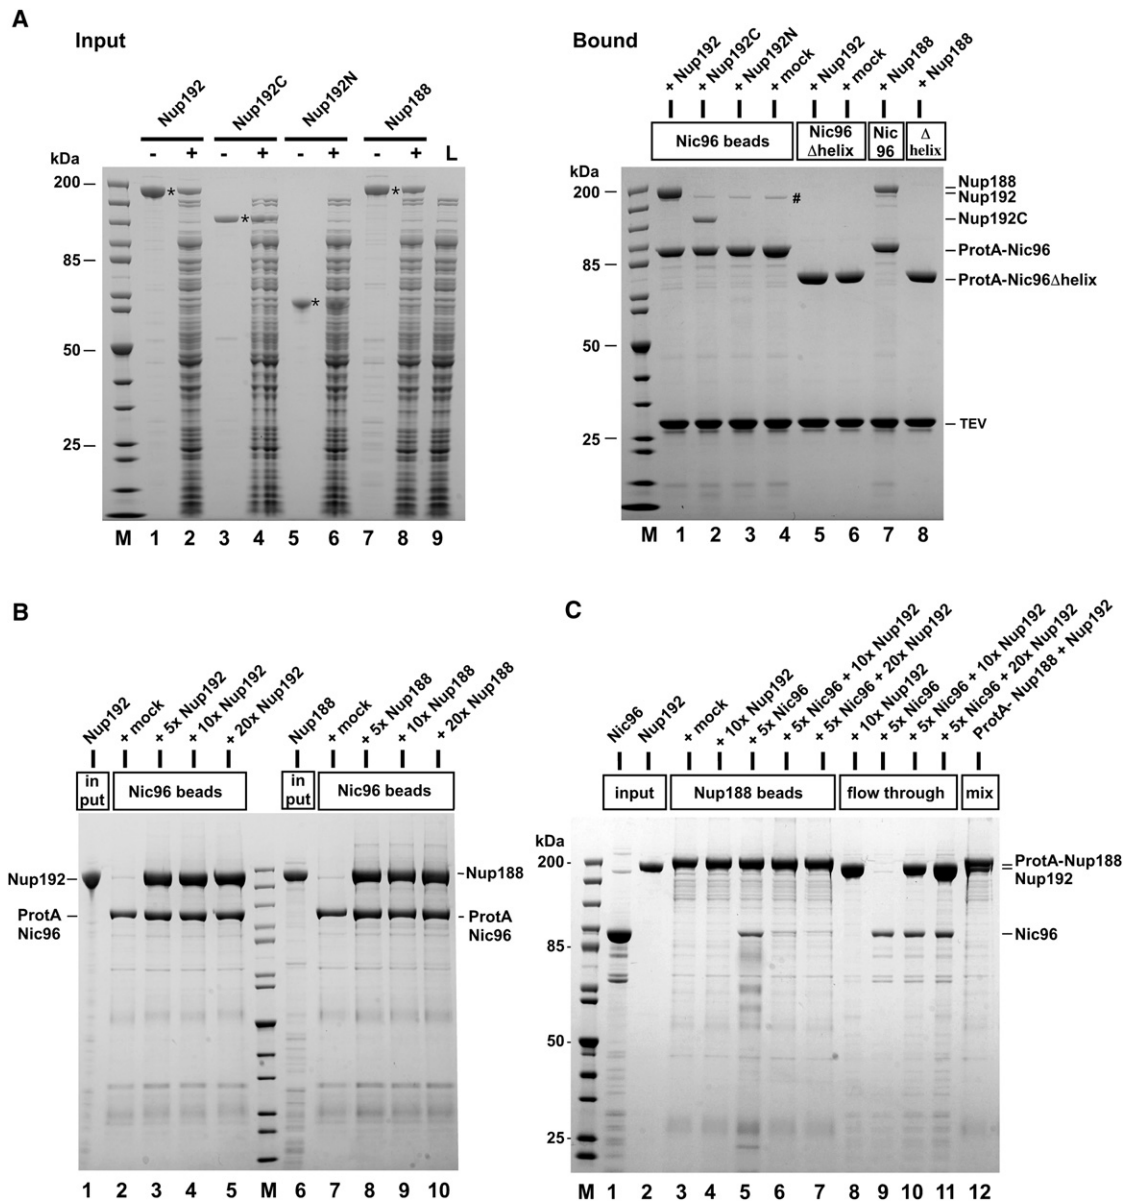 A
Input
Nup192
Nup192C
Nup192N
Nup188
- + - + - + - + L
kDa
200
85
50
25
M 1 2 3 4 5 6 7 8 9
* * * *
Bound
+ Nup192
+ Nup192C
+ Nup192N
+ mock
+ Nup192
+ mock
+ Nup188
+ Nup188
Nic96 beads
Nic96
Δhelix
Nic
96
Δ
helix
kDa
200
85
50
25
#
Nup188
Nup192
Nup192C
ProtA-Nic96
ProtA-Nic96Δhelix
TEV
M 1 2 3 4 5 6 7 8
B
Nup192
+ mock
+ 5x Nup192
+ 10x Nup192
+ 20x Nup192
Nup188
+ mock
+ 5x Nup188
+ 10x Nup188
+ 20x Nup188
in
put
Nic96 beads
in
put
Nic96 beads
Nup192
ProtA
Nic96
Nup188
ProtA
Nic96
1 2 3 4 5 M 6 7 8 9 10
C
Nic96
Nup192
+ mock
+ 10x Nup192
+ 5x Nic96
+ 5x Nic96 + 10x Nup192
+ 5x Nic96 + 20x Nup192
+ 10x Nup192
+ 5x Nic96
+ 5x Nic96 + 10x Nup192
+ 5x Nic96 + 20x Nup192
ProtA- Nup188 + Nup192
input
Nup188 beads
flow through
mix
kDa
200
85
50
25
ProtA-Nup188
Nup192
Nic96
M 1 2 3 4 5 6 7 8 9 10 11 12